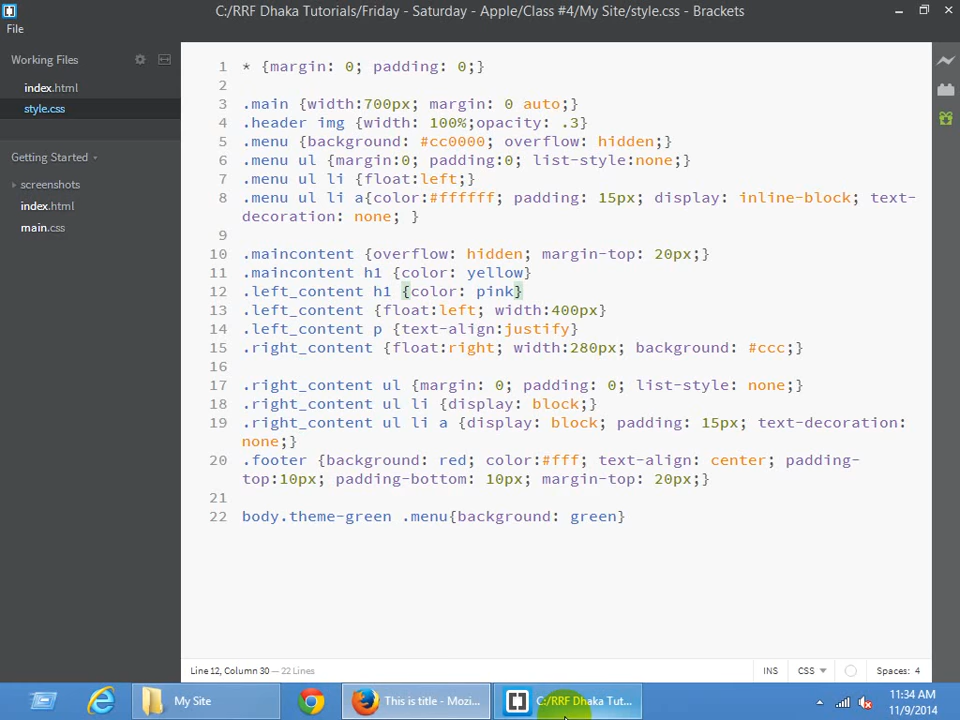 C:/RRF Dhaka Tutorials/Friday - Saturday - Apple/Class #4/My Site/style.css - Brackets
File
Working Files
index.html
style.css
Getting Started
screenshots
index.html
main.css
1 * {margin: 0; padding: 0;}
2
3 .main {width:700px; margin: 0 auto;}
4 .header img {width: 100%;opacity: .3}
5 .menu {background: #cc0000; overflow: hidden;}
6 .menu ul {margin:0; padding:0; list-style:none;}
7 .menu ul li {float:left;}
8 .menu ul li a{color:#ffffff; padding: 15px; display: inline-block; text-
decoration: none; }
9
10 .maincontent {overflow: hidden; margin-top: 20px;}
11 .maincontent h1 {color: yellow}
12 .left_content h1 {color: pink}
13 .left_content {float:left; width:400px}
14 .left_content p {text-align:justify}
15 .right_content {float:right; width:280px; background: #ccc;}
16
17 .right_content ul {margin: 0; padding: 0; list-style: none;}
18 .right_content ul li {display: block;}
19 .right_content ul li a {display: block; padding: 15px; text-decoration:
none;}
20 .footer {background: red; color:#fff; text-align: center; padding-
top:10px; padding-bottom: 10px; margin-top: 20px;}
21
22 body.theme-green .menu{background: green}
Line 12, Column 30 — 22 Lines
INS
CSS
Spaces: 4
My Site
This is title - Mozi...
C:/RRF Dhaka Tut...
11:34 AM
11/9/2014